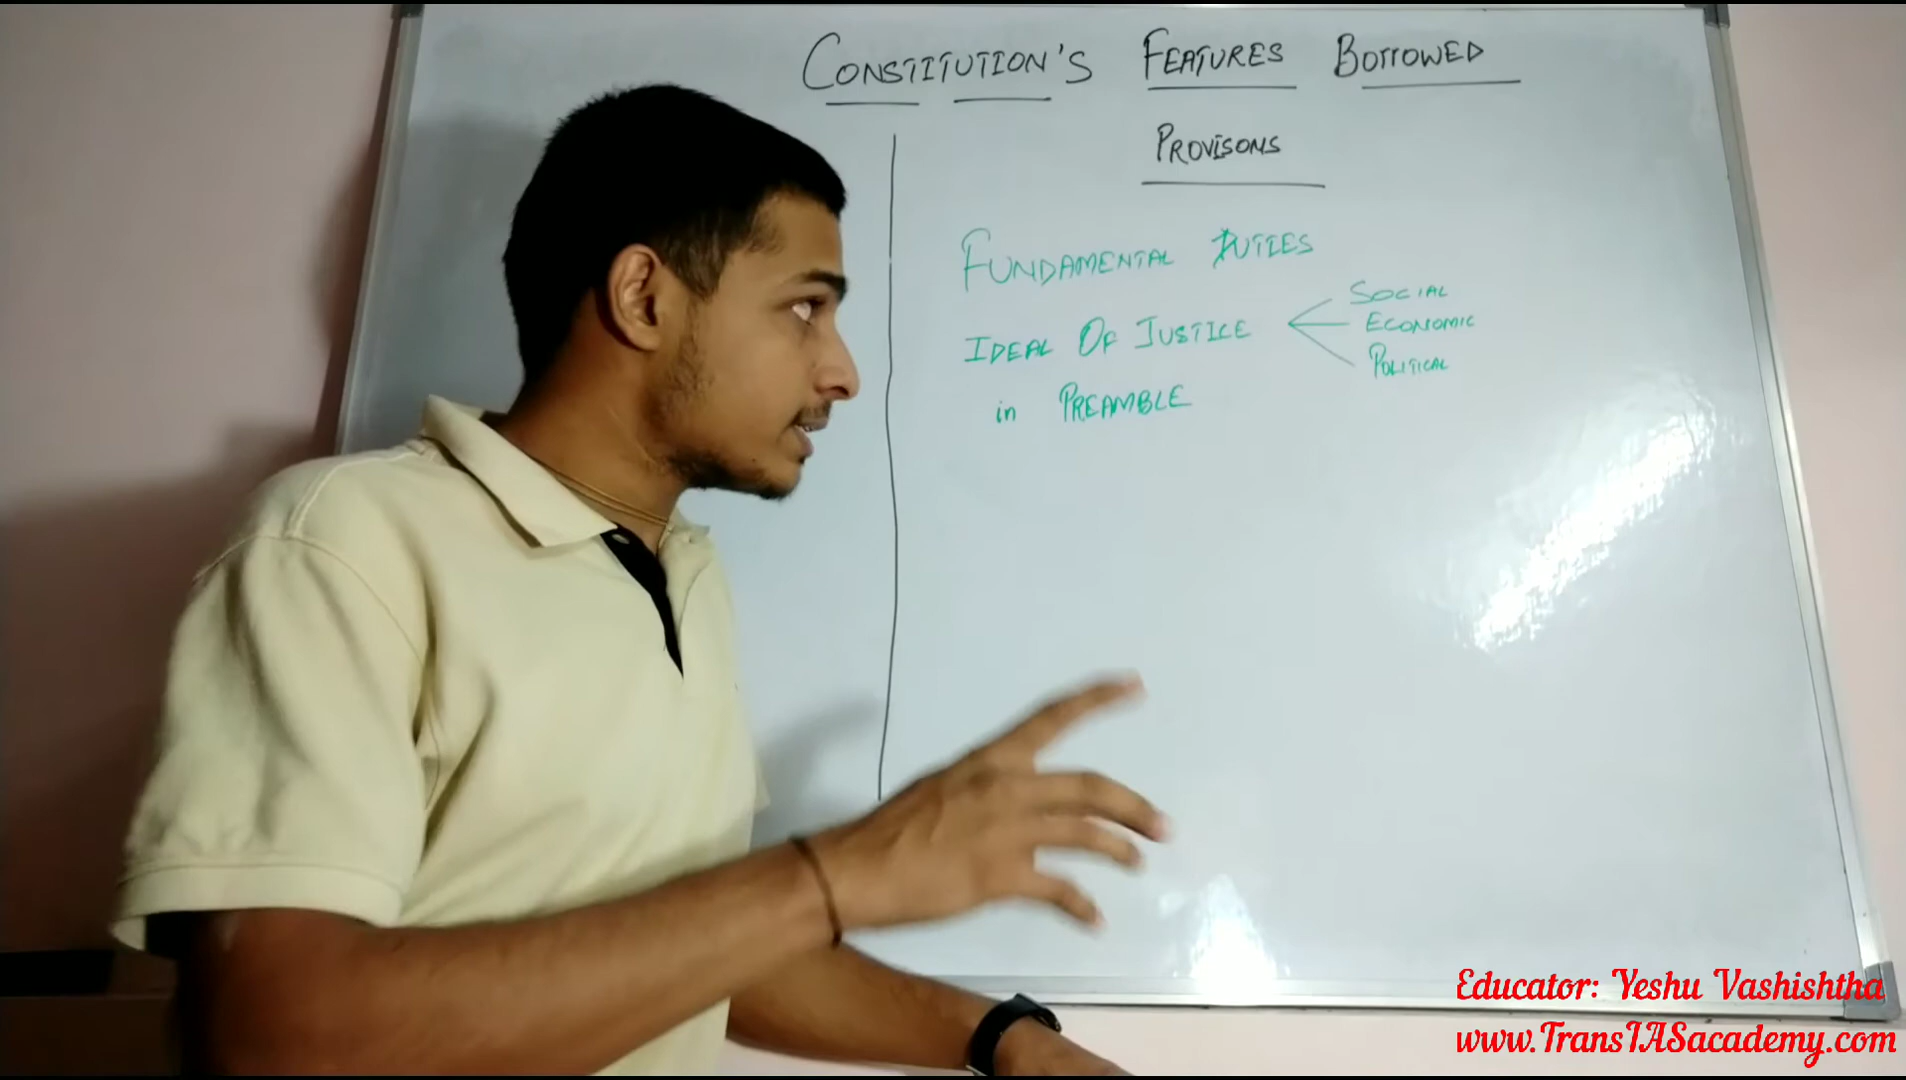 CONSTITUTION'S FEATURES BORROWED
PROVISONS
FUNDAMENTAL DUTIES
IDEAL OF JUSTICE
in PREAMBLE
SOCIAL
ECONOMIC
POLITICAL
Educator: Yeshu Vashishtha
www.TransIASacademy.com